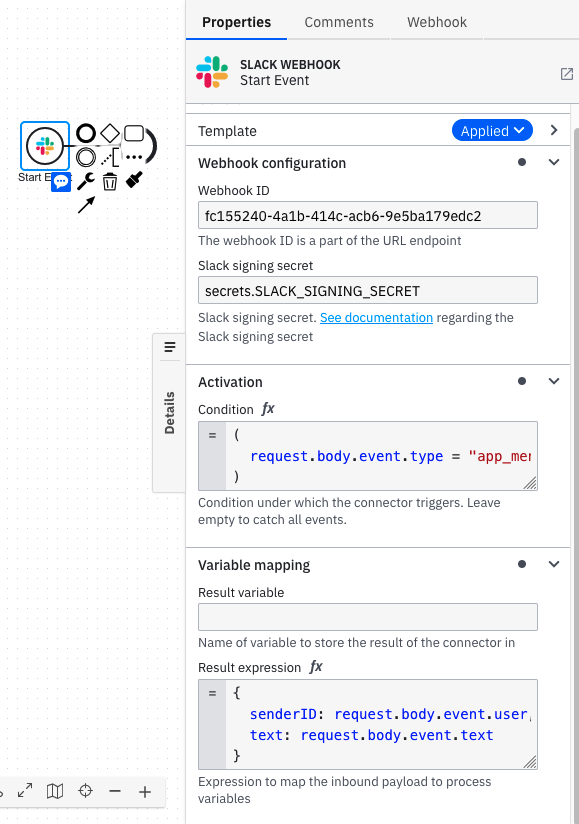 Properties
Comments
Webhook
SLACK WEBHOOK
Start Event
Template
Applied
Webhook configuration
Webhook ID
fc155240-4a1b-414c-acb6-9e5ba179edc2
The webhook ID is a part of the URL endpoint
Slack signing secret
secrets.SLACK_SIGNING_SECRET
Slack signing secret. See documentation regarding the
Slack signing secret
Activation
Condition fx
= (
request.body.event.type = "app_mer
)
Condition under which the connector triggers. Leave
empty to catch all events.
Variable mapping
Result variable
Name of variable to store the result of the connector in
Result expression fx
= {
senderID: request.body.event.user,
text: request.body.event.text
}
Expression to map the inbound payload to process
variables
Details
Start E